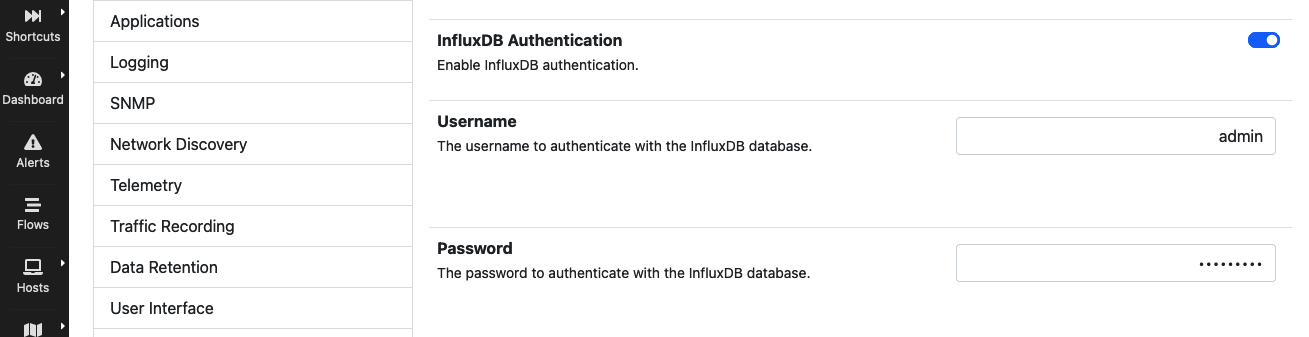 Shortcuts
Dashboard
Alerts
Flows
Hosts
Applications
Logging
SNMP
Network Discovery
Telemetry
Traffic Recording
Data Retention
User Interface
InfluxDB Authentication
Enable InfluxDB authentication.
Username
The username to authenticate with the InfluxDB database.
admin
Password
The password to authenticate with the InfluxDB database.
•••••••••